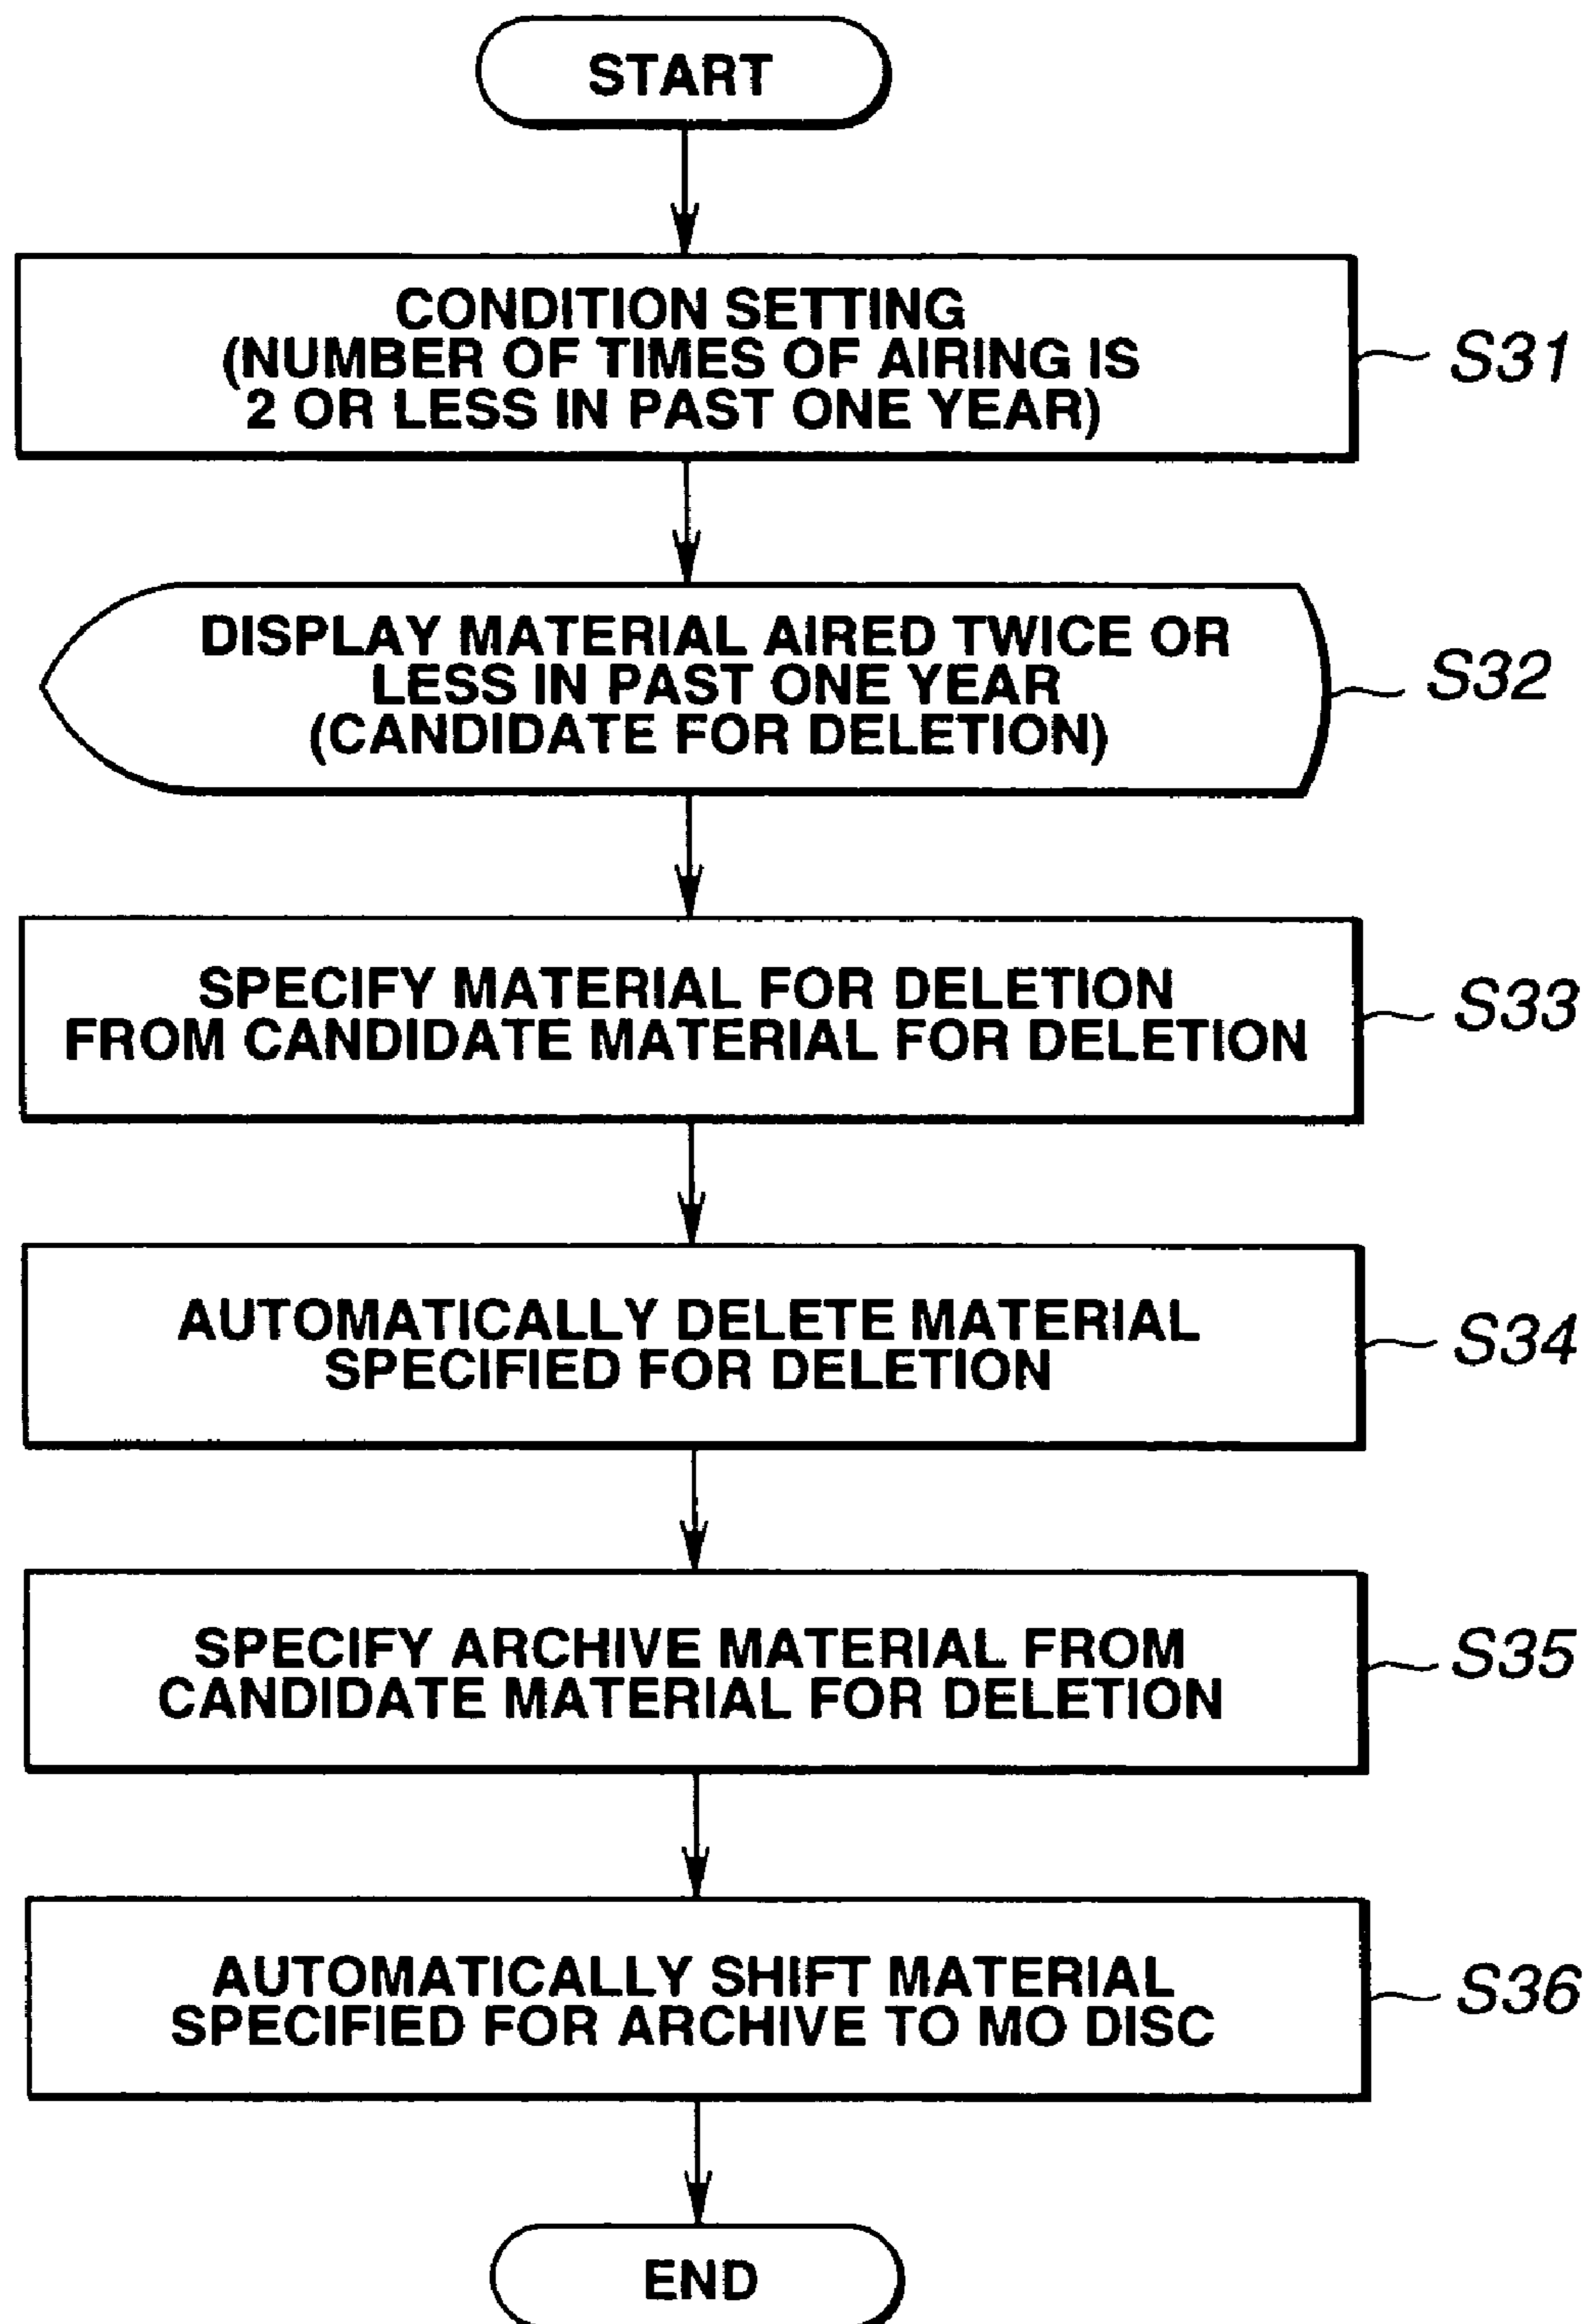 START
CONDITION SETTING
(NUMBER OF TIMES OF AIRING IS
2 OR LESS IN PAST ONE YEAR)
S31
DISPLAY MATERIAL AIRED TWICE OR
LESS IN PAST ONE YEAR
(CANDIDATE FOR DELETION)
S32
SPECIFY MATERIAL FOR DELETION
FROM CANDIDATE MATERIAL FOR DELETION
S33
AUTOMATICALLY DELETE MATERIAL
SPECIFIED FOR DELETION
S34
SPECIFY ARCHIVE MATERIAL FROM
CANDIDATE MATERIAL FOR DELETION
S35
AUTOMATICALLY SHIFT MATERIAL
SPECIFIED FOR ARCHIVE TO MO DISC
S36
END